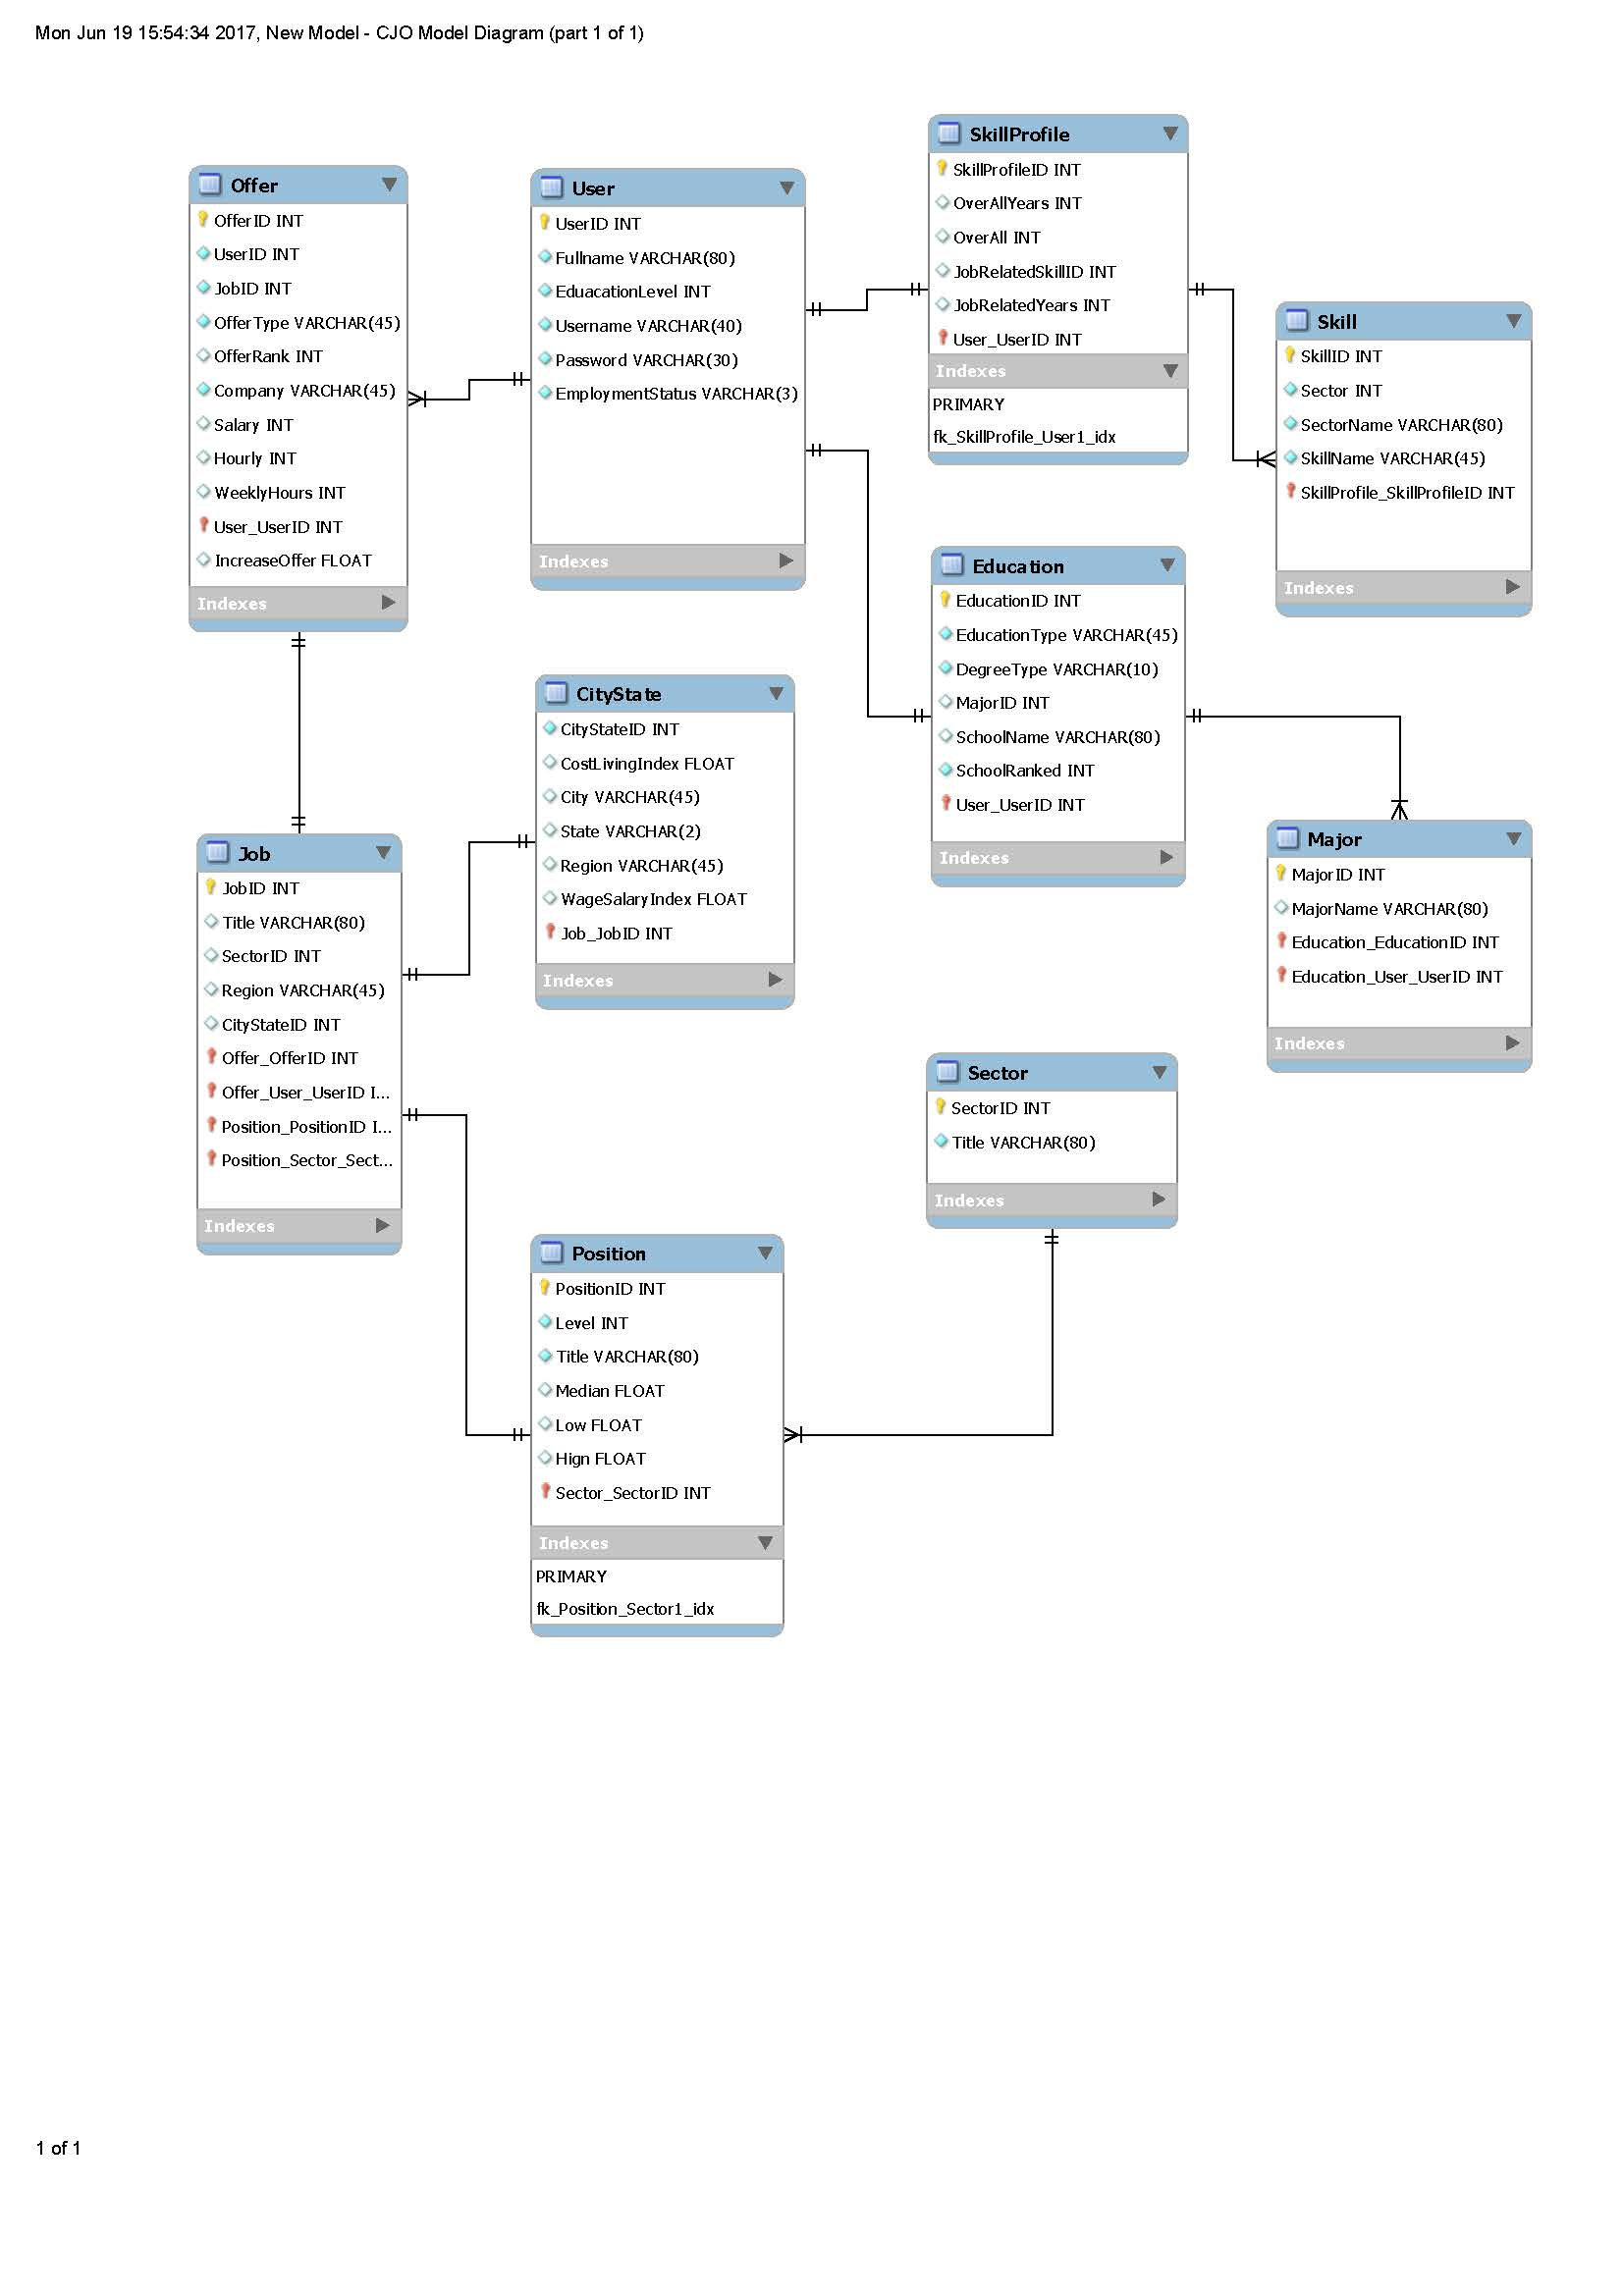 Mon Jun 19 15:54:34 2017, New Model - CJO Model Diagram (part 1 of 1)
Offer
OfferID INT
UserID INT
JobID INT
OfferType VARCHAR(45)
OfferRank INT
Company VARCHAR(45)
Salary INT
Hourly INT
WeeklyHours INT
User_UserID INT
IncreaseOffer FLOAT
Indexes
User
UserID INT
Fullname VARCHAR(80)
EduacationLevel INT
Username VARCHAR(40)
Password VARCHAR(30)
EmploymentStatus VARCHAR(3)
Indexes
SkillProfile
SkillProfileID INT
OverAllYears INT
OverAll INT
JobRelatedSkillID INT
JobRelatedYears INT
User_UserID INT
Indexes
PRIMARY
fk_SkillProfile_User1_idx
Skill
SkillID INT
Sector INT
SectorName VARCHAR(80)
SkillName VARCHAR(45)
SkillProfile_SkillProfileID INT
Indexes
Education
EducationID INT
EducationType VARCHAR(45)
DegreeType VARCHAR(10)
MajorID INT
SchoolName VARCHAR(80)
SchoolRanked INT
User_UserID INT
Indexes
CityState
CityStateID INT
CostLivingIndex FLOAT
City VARCHAR(45)
State VARCHAR(2)
Region VARCHAR(45)
WageSalaryIndex FLOAT
Job_JobID INT
Indexes
Job
JobID INT
Title VARCHAR(80)
SectorID INT
Region VARCHAR(45)
CityStateID INT
Offer_OfferID INT
Offer_User_UserID I...
Position_PositionID I...
Position_Sector_Sect...
Indexes
Major
MajorID INT
MajorName VARCHAR(80)
Education_EducationID INT
Education_User_UserID INT
Indexes
Sector
SectorID INT
Title VARCHAR(80)
Indexes
Position
PositionID INT
Level INT
Title VARCHAR(80)
Median FLOAT
Low FLOAT
Hign FLOAT
Sector_SectorID INT
Indexes
PRIMARY
fk_Position_Sector1_idx
1 of 1